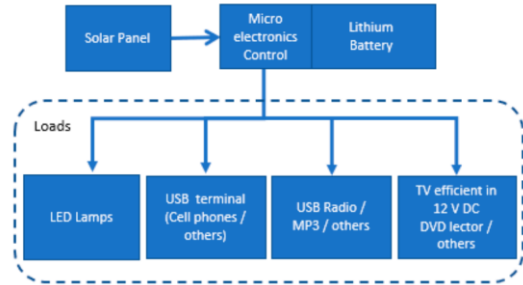 Solar Panel
Micro
electronics
Control
Lithium
Battery
Loads
LED Lamps
USB terminal
(Cell phones /
others)
USB Radio /
MP3 / others
TV efficient in
12 V DC
DVD lector /
others